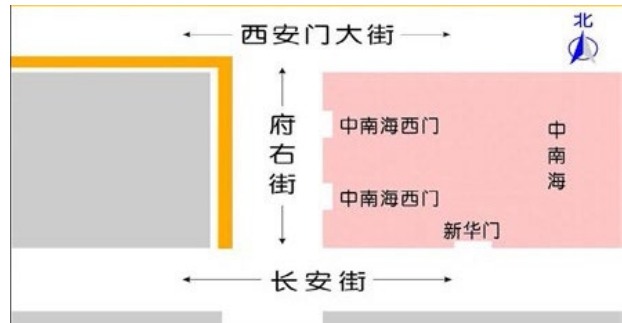 西安门大街
北
府右街
中南海西门
中南海
中南海西门
新华门
长安街